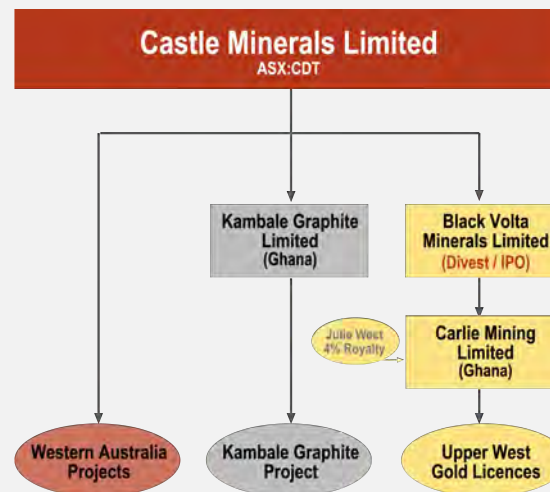 Castle Minerals Limited
ASX:CDT
Kambale Graphite
Limited
(Ghana)
Black Volta
Minerals Limited
(Divest / IPO)
Julie West
4% Royalty
Carlie Mining
Limited
(Ghana)
Western Australia
Projects
Kambale Graphite
Project
Upper West
Gold Licences